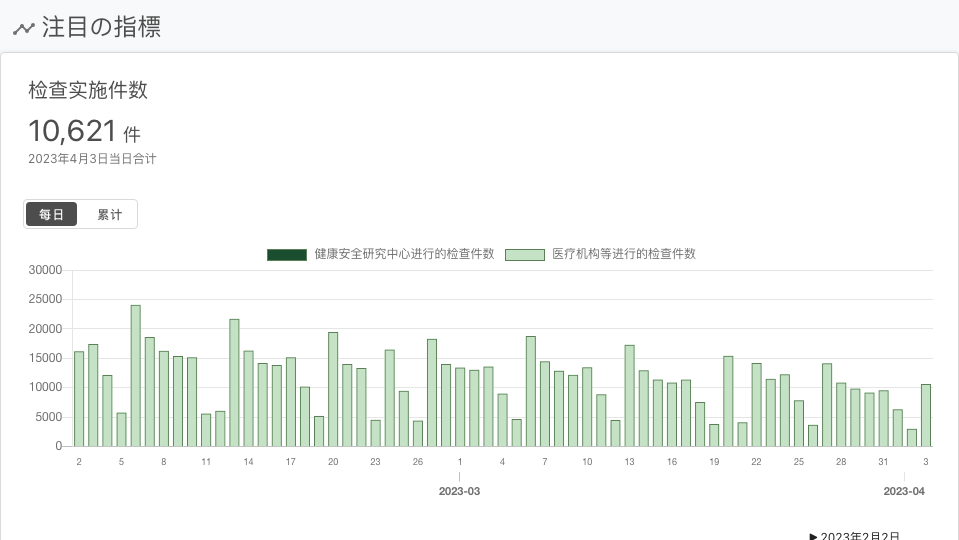 注目の指標
检查实施件数
10,621 件
2023年4月3日当日合计
每日 累计
健康安全研究中心进行的检查件数 医疗机构等进行的检查件数
30000
25000
20000
15000
10000
5000
0
2 5 8 11 14 17 20 23 26 1 4 7 10 13 16 19 22 25 28 31 3
2023-03 2023-04
▶ 2023年2月2日